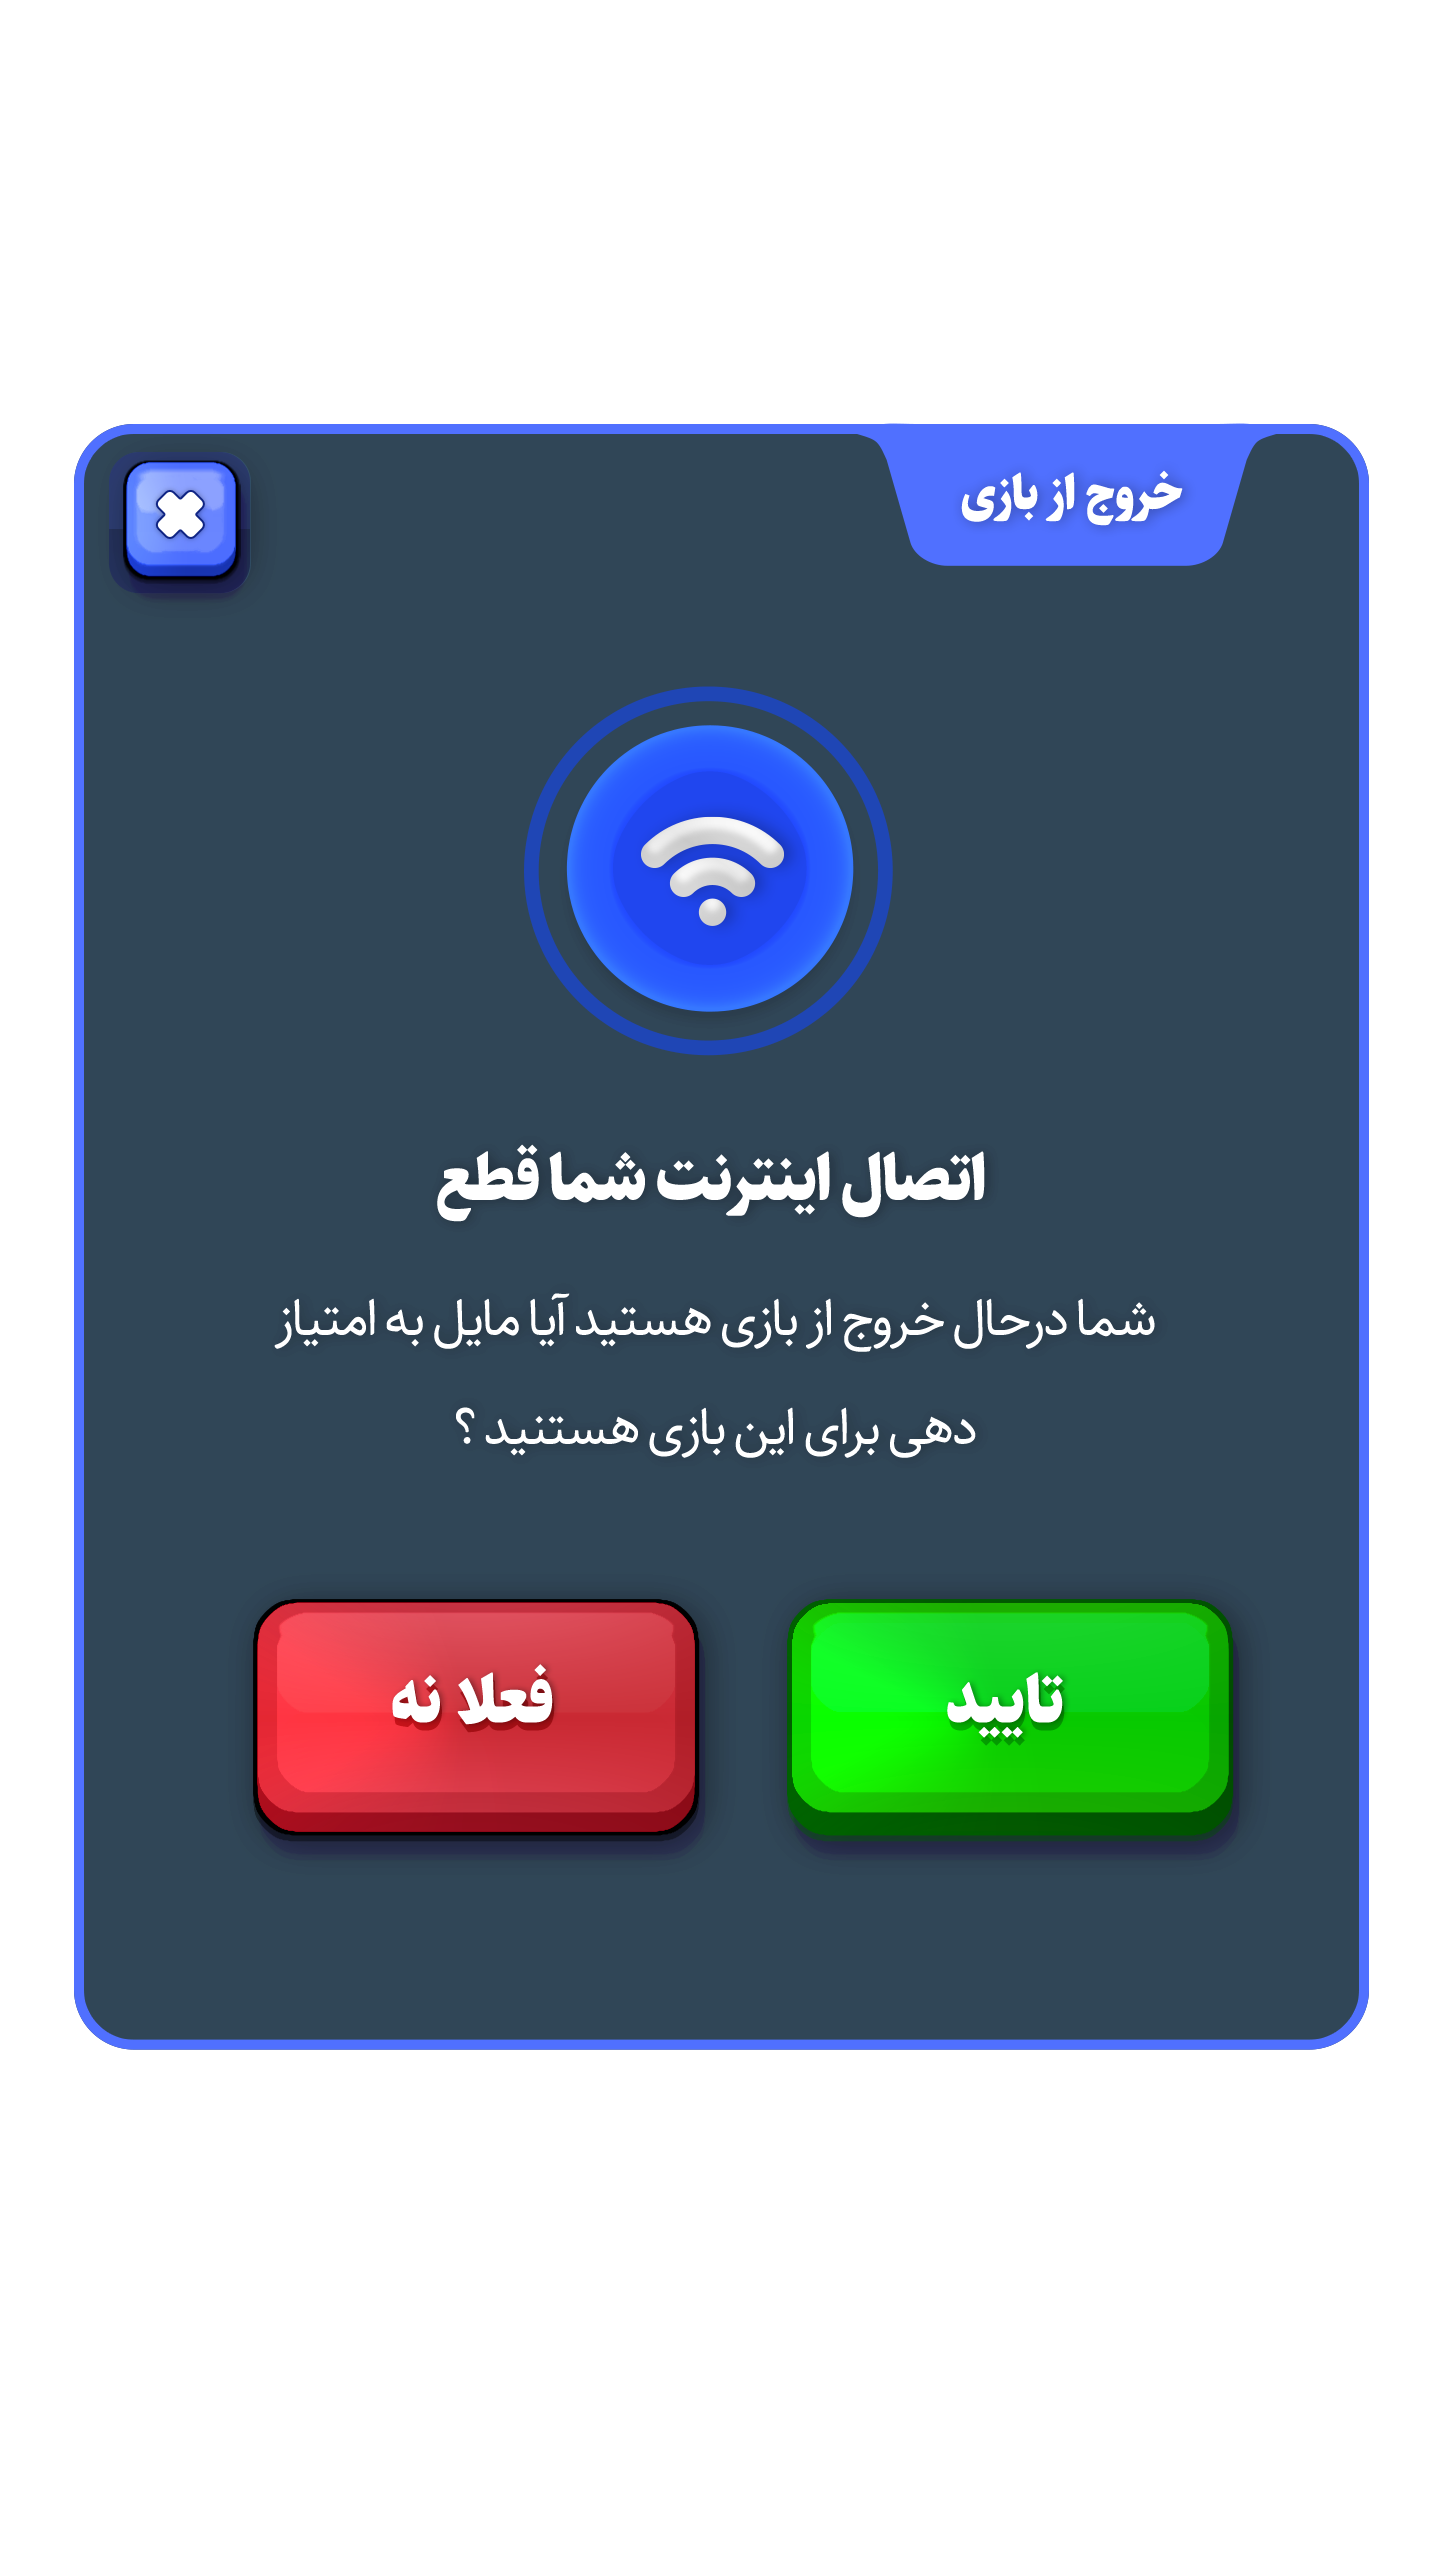 خروج از بازی
اتصال اینترنت شما قطع
شما درحال خروج از بازی هستید آیا مایل به امتیاز
دهی برای این بازی هستنید ؟
تایید
فعلا نه